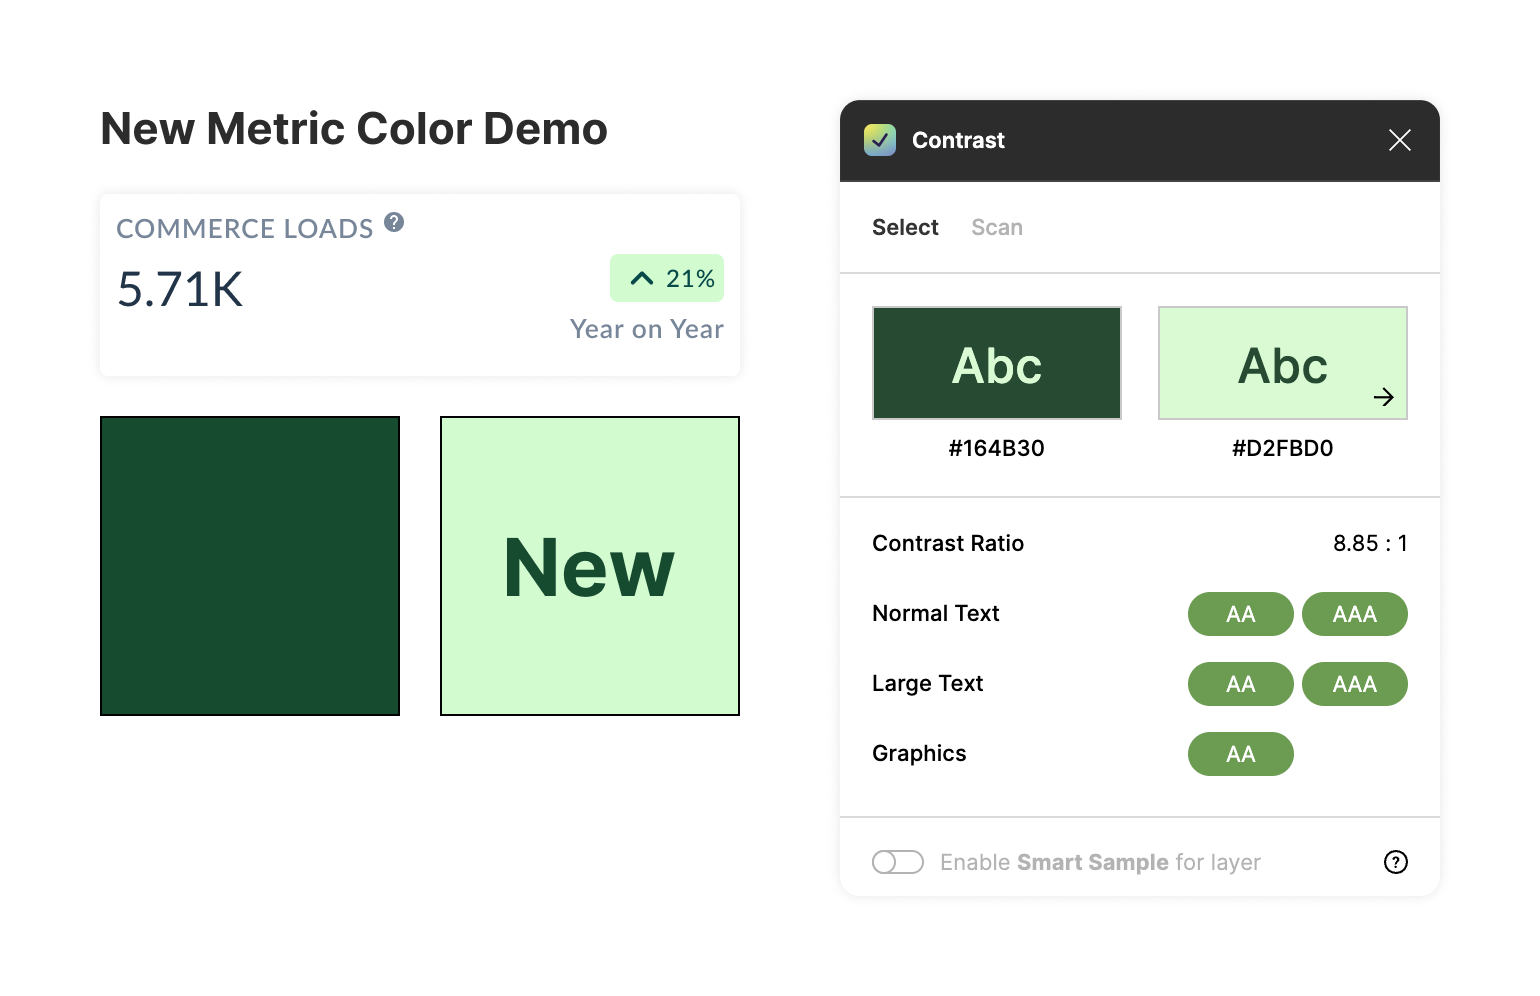 New Metric Color Demo
COMMERCE LOADS ?
5.71K
21%
Year on Year
New
Contrast
Select Scan
Abc Abc
#164B30 #D2FBD0
Contrast Ratio 8.85 : 1
Normal Text AA AAA
Large Text AA AAA
Graphics AA
Enable Smart Sample for layer ?